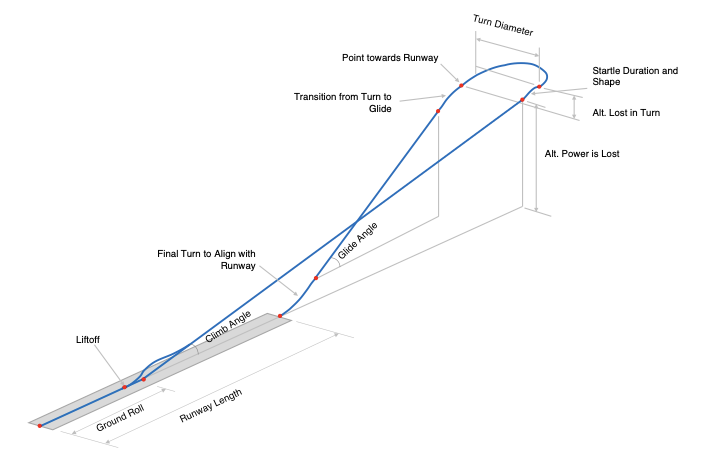 Turn Diameter
Point towards Runway
Startle Duration and
Shape
Transition from Turn to
Glide
Alt. Lost in Turn
Alt. Power is Lost
Glide Angle
Final Turn to Align with
Runway
Climb Angle
Liftoff
Ground Roll
Runway Length